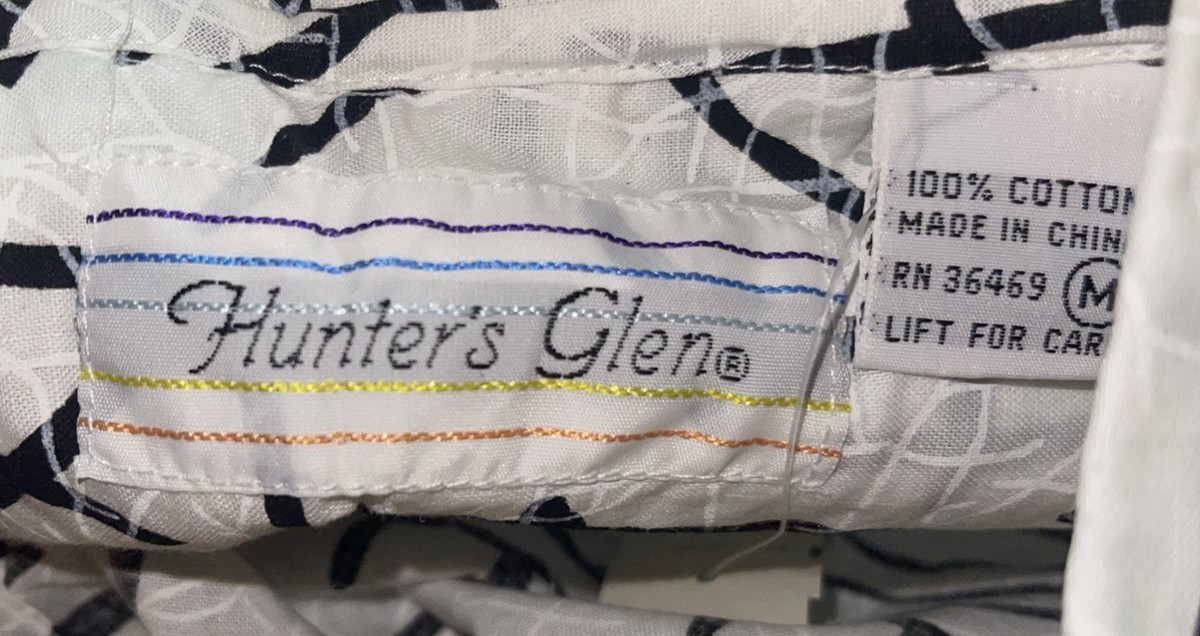 Hunter's Glen®
100% COTTON
MADE IN CHIN
RN 36469 M
LIFT FOR CAR